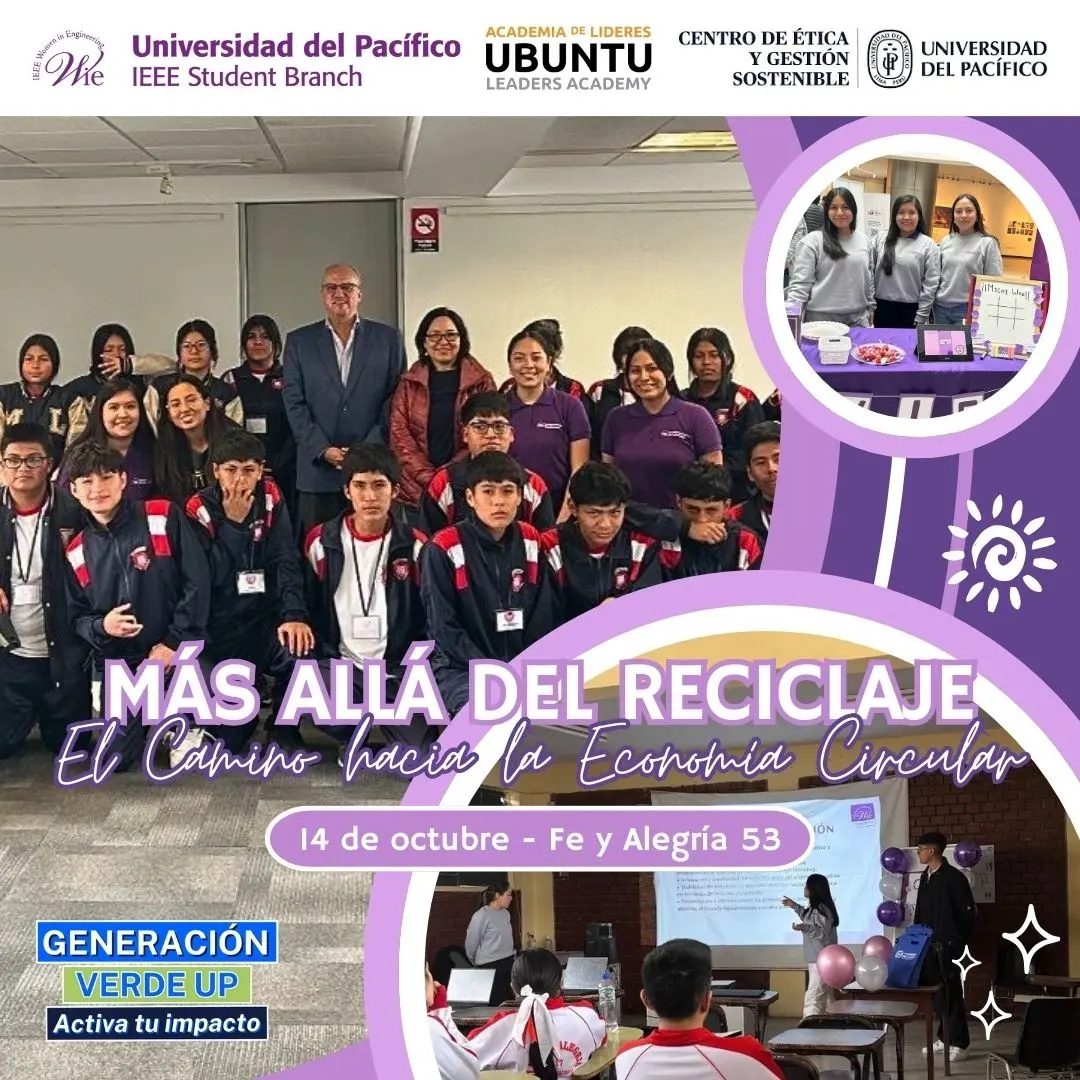 IEEE Women in Engineering
WiE
Universidad del Pacífico
IEEE Student Branch
ACADEMIA DE LIDERES
UBUNTU
LEADERS ACADEMY
CENTRO DE ÉTICA
Y GESTIÓN
SOSTENIBLE
UNIVERSIDAD
DEL PACÍFICO
MÁS ALLÁ DEL RECICLAJE
El Camino hacia la Economía Circular
14 de octubre - Fe y Alegría 53
GENERACIÓN
VERDE UP
Activa tu impacto